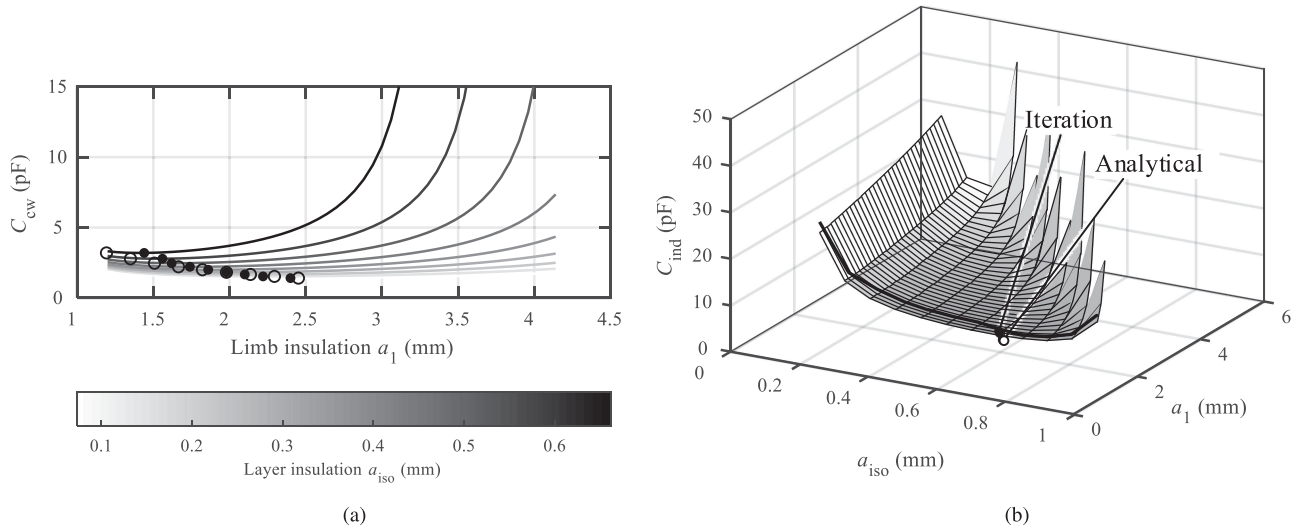 15
10
5
0
C_cw (pF)
1 1.5 2 2.5 3 3.5 4 4.5
Limb insulation a_1 (mm)
0.1 0.2 0.3 0.4 0.5 0.6
Layer insulation a_iso (mm)
(a)
50
40
30
20
10
0
C_ind (pF)
Iteration
Analytical
0 0.2 0.4 0.6 0.8 1
a_iso (mm)
0 2 4 6
a_1 (mm)
(b)